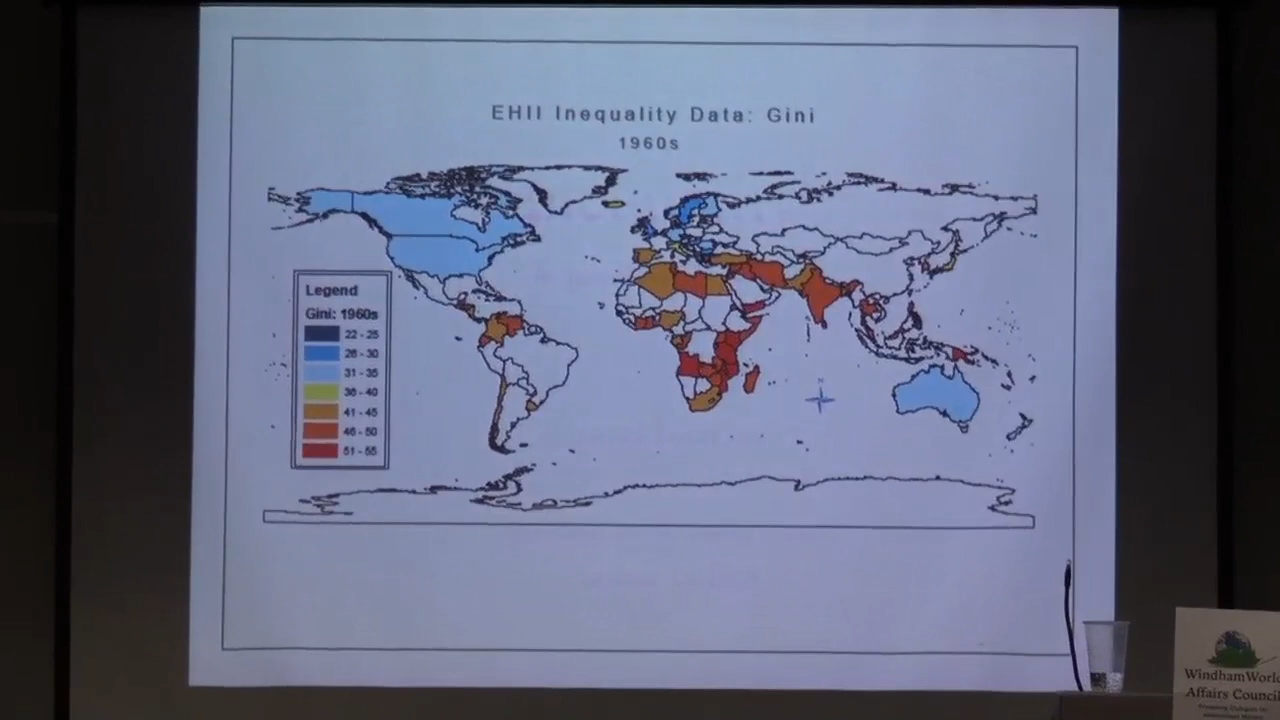 EHII Inequality Data: Gini
1960s
Legend
Gini: 1960s
22 - 25
26 - 30
31 - 35
36 - 40
41 - 45
46 - 50
51 - 55
N
WindhamWorld
Affairs Council